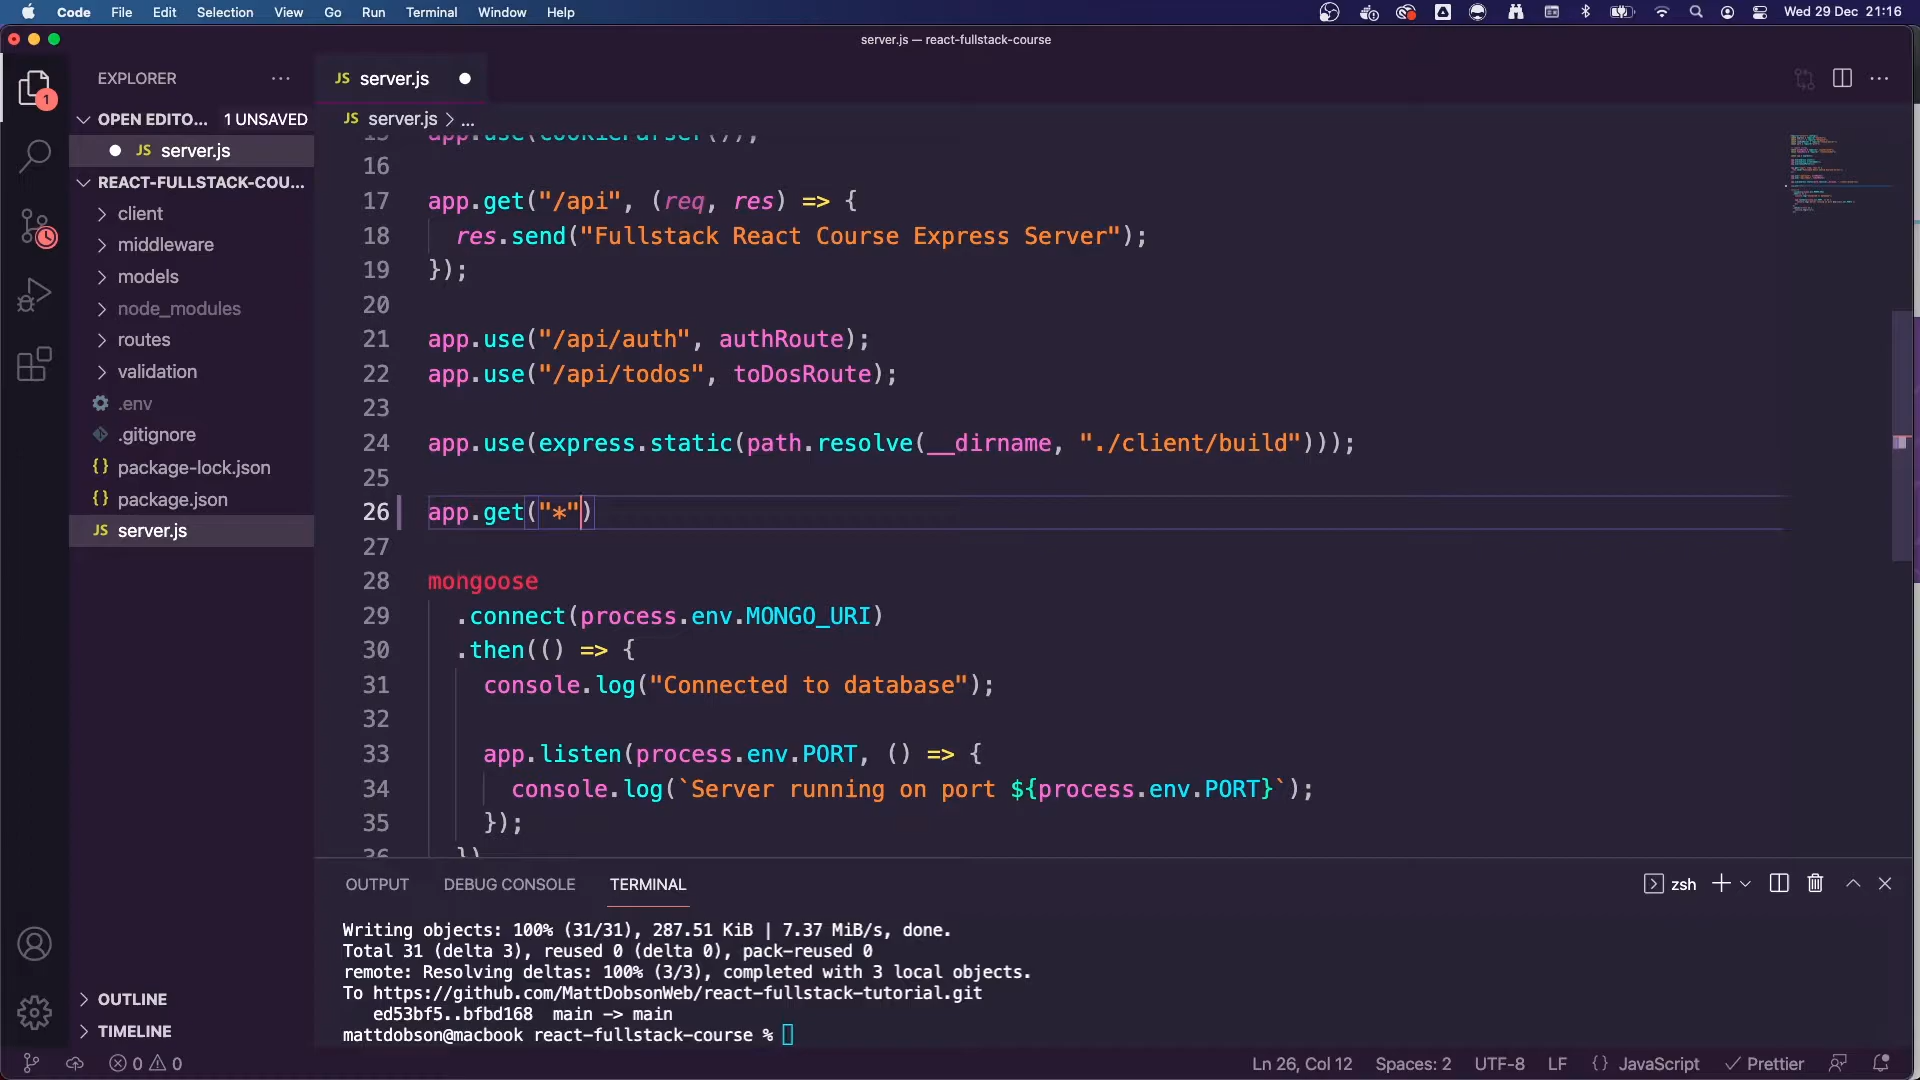 Code File Edit Selection View Go Run Terminal Window Help Wed 29 Dec 21:16
server.js — react-fullstack-course
EXPLORER
JS server.js
OPEN EDITO... 1 UNSAVED
JS server.js > ...
JS server.js
REACT-FULLSTACK-COU...
client
middleware
models
node_modules
routes
validation
.env
.gitignore
{} package-lock.json
{} package.json
JS server.js
OUTLINE
TIMELINE
1
15 app.use(cookieParser());
16
17 app.get("/api", (req, res) => {
18 res.send("Fullstack React Course Express Server");
19 });
20
21 app.use("/api/auth", authRoute);
22 app.use("/api/todos", toDosRoute);
23
24 app.use(express.static(path.resolve(__dirname, "./client/build")));
25
26 app.get("*")
27
28 mongoose
29 .connect(process.env.MONGO_URI)
30 .then(() => {
31 console.log("Connected to database");
32
33 app.listen(process.env.PORT, () => {
34 console.log(`Server running on port ${process.env.PORT}`);
35 });
36 })
OUTPUT DEBUG CONSOLE TERMINAL zsh
Writing objects: 100% (31/31), 287.51 KiB | 7.37 MiB/s, done.
Total 31 (delta 3), reused 0 (delta 0), pack-reused 0
remote: Resolving deltas: 100% (3/3), completed with 3 local objects.
To https://github.com/MattDobsonWeb/react-fullstack-tutorial.git
ed53bf5..bfbd168 main -> main
mattdobson@macbook react-fullstack-course %
0 0 Ln 26, Col 12 Spaces: 2 UTF-8 LF {} JavaScript Prettier